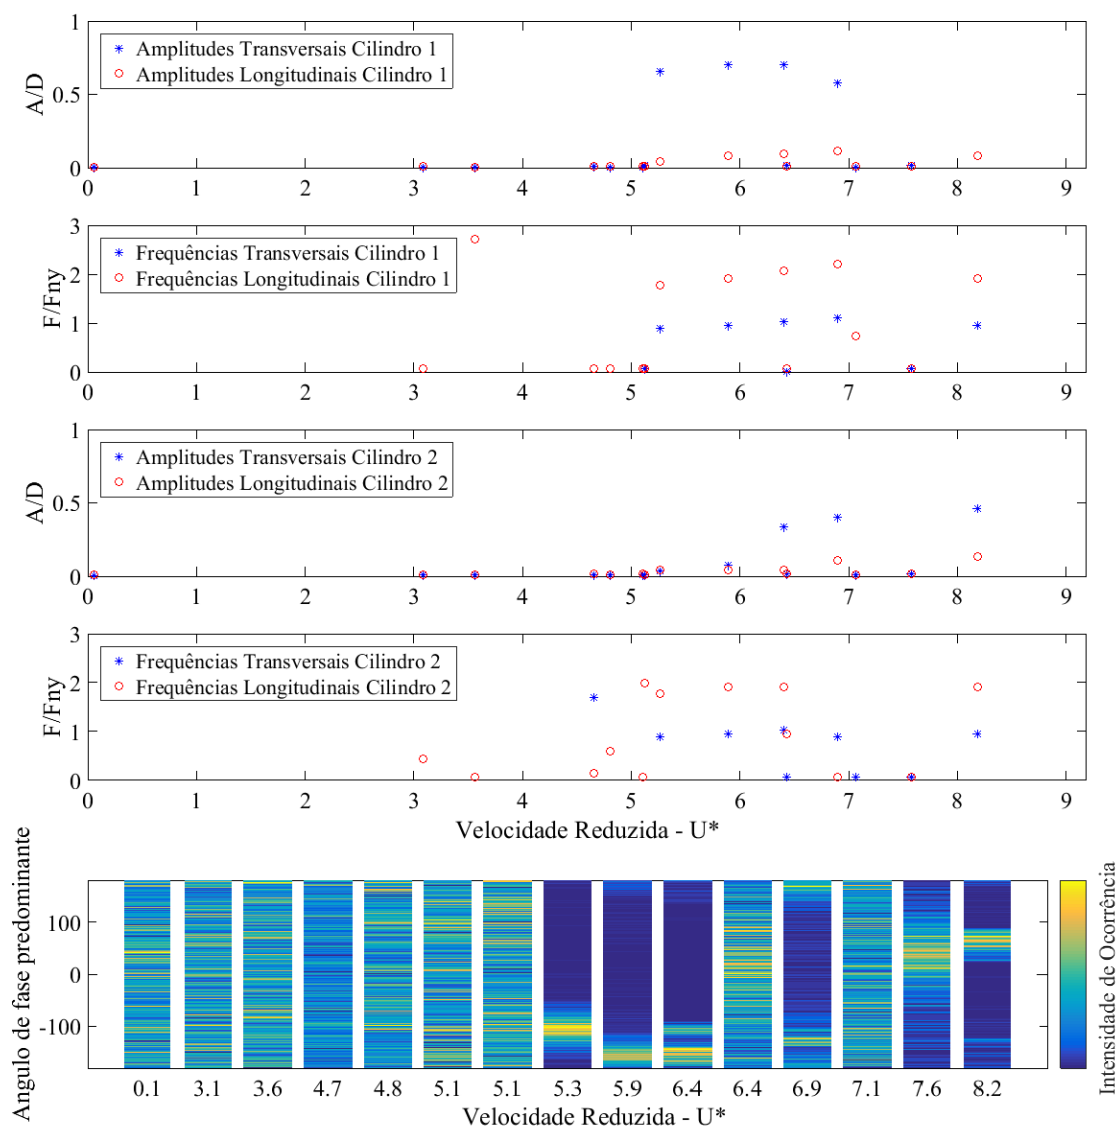 1
0.5
0
A/D
Amplitudes Transversais Cilindro 1
Amplitudes Longitudinais Cilindro 1
0 1 2 3 4 5 6 7 8 9
3
2
1
0
F/Fny
Frequências Transversais Cilindro 1
Frequências Longitudinais Cilindro 1
0 1 2 3 4 5 6 7 8 9
1
0.5
0
A/D
Amplitudes Transversais Cilindro 2
Amplitudes Longitudinais Cilindro 2
0 1 2 3 4 5 6 7 8 9
3
2
1
0
F/Fny
Frequências Transversais Cilindro 2
Frequências Longitudinais Cilindro 2
0 1 2 3 4 5 6 7 8 9
Velocidade Reduzida - U*
Angulo de fase predominante
100
0
-100
0.1 3.1 3.6 4.7 4.8 5.1 5.1 5.3 5.9 6.4 6.4 6.9 7.1 7.6 8.2
Velocidade Reduzida - U*
Intensidade de Ocorrência